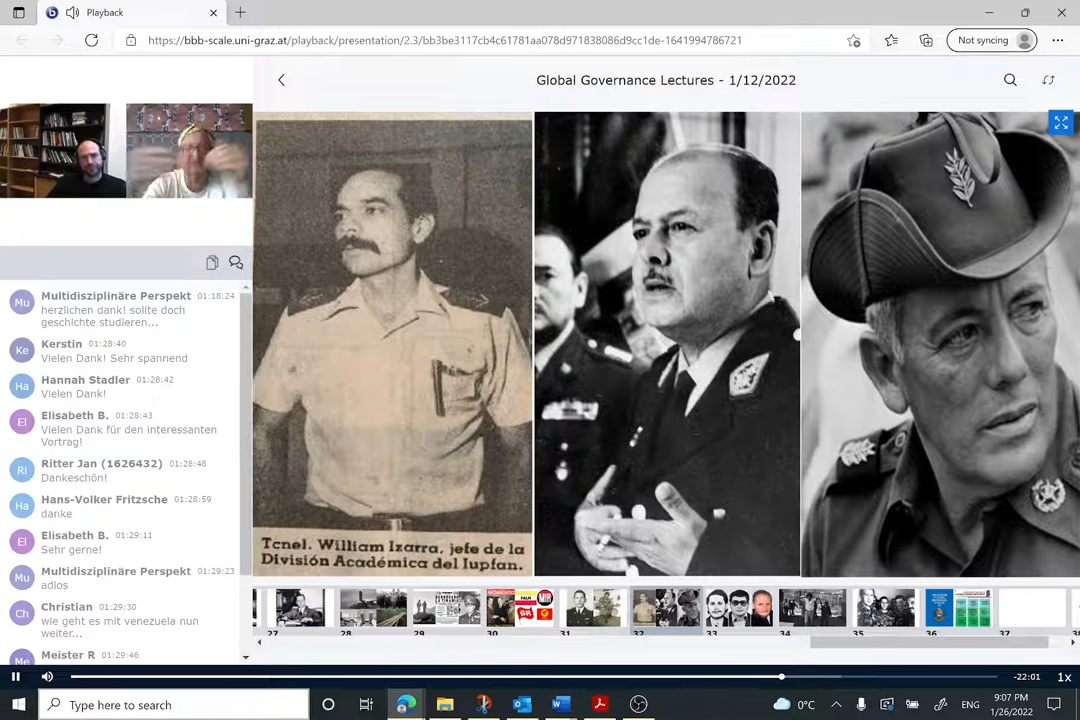 Playback
https://bbb-scale.uni-graz.at/playback/presentation/2.3/bb3be3117cb4c61781aa078d971838086d9cc1de-1641994786721
Not syncing
Global Governance Lectures - 1/12/2022
Mu
Multidisziplinäre Perspekt 01:18:24
herzlichen dank! sollte doch
geschichte studieren...
Ke
Kerstin 01:28:40
Vielen Dank! Sehr spannend
Ha
Hannah Stadler 01:28:42
Vielen Dank!
El
Elisabeth B. 01:28:43
Vielen Dank für den interessanten
Vortrag!
RI
Ritter Jan (1626432) 01:28:48
Dankeschön!
Ha
Hans-Volker Fritzsche 01:28:59
danke
El
Elisabeth B. 01:29:11
Sehr gerne!
Mu
Multidisziplinäre Perspekt 01:29:23
adios
Ch
Christian 01:29:30
wie geht es mit venezuela nun
weiter...
Me
Meister R 01:29:46
Tcnel. William Izarra, jefe de la
División Académica del Iupfan.
MOMENTO
FALN
BR
27
28
29
30
31
32
33
34
35
36
37
-22:01
1x
Type here to search
0°C
ENG
9:07 PM
1/26/2022